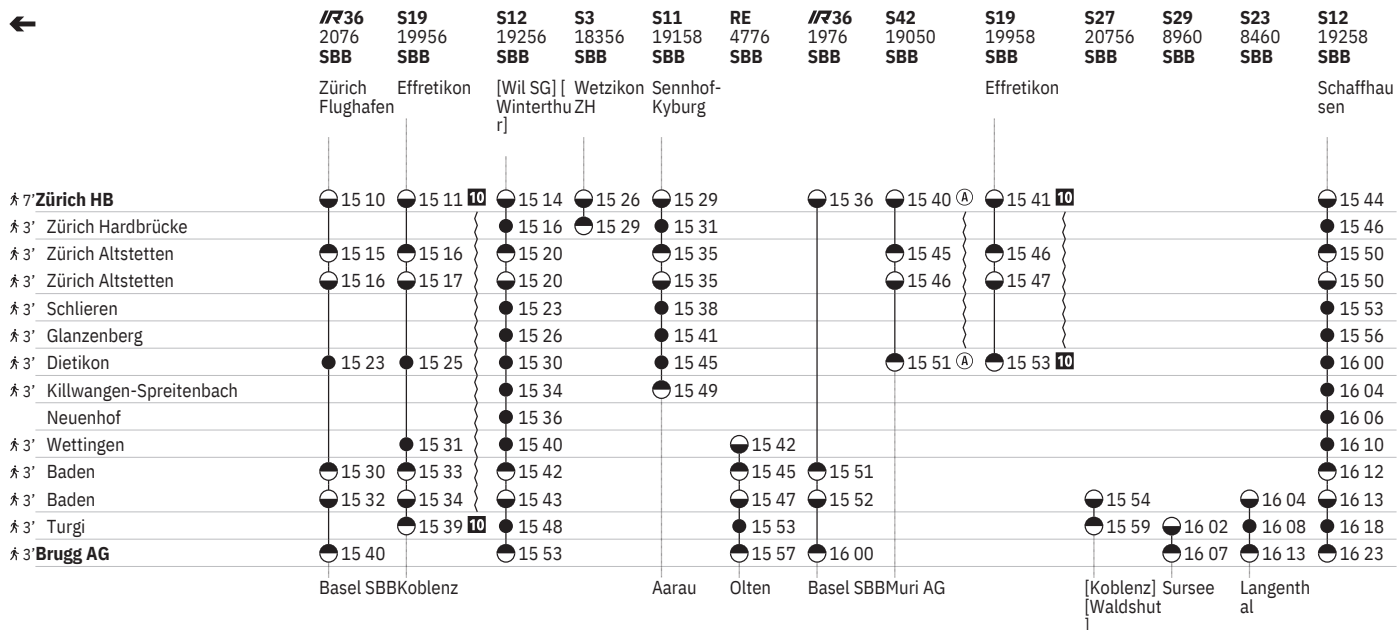 IR36 S19 S12 S3 S11 RE IR36 S42 S19 S27 S29 S23 S12
2076 19956 19256 18356 19158 4776 1976 19050 19958 20756 8960 8460 19258
SBB SBB SBB SBB SBB SBB SBB SBB SBB SBB SBB SBB SBB
Zürich Effretikon [Wil SG] [ Wetzikon Sennhof- Effretikon Schaffhau
Flughafen Winterthu ZH Kyburg sen
r]
7' Zürich HB 15 10 15 11 10 15 14 15 26 15 29 15 36 15 40 A 15 41 10 15 44
3' Zürich Hardbrücke 15 16 15 29 15 31 15 46
3' Zürich Altstetten 15 15 15 16 15 20 15 35 15 45 15 46 15 50
3' Zürich Altstetten 15 16 15 17 15 20 15 35 15 46 15 47 15 50
3' Schlieren 15 23 15 38 15 53
3' Glanzenberg 15 26 15 41 15 56
3' Dietikon 15 23 15 25 15 30 15 45 15 51 A 15 53 10 16 00
3' Killwangen-Spreitenbach 15 34 15 49 16 04
Neuenhof 15 36 16 06
3' Wettingen 15 31 15 40 15 42 16 10
3' Baden 15 30 15 33 15 42 15 45 15 51 16 12
3' Baden 15 32 15 34 15 43 15 47 15 52 15 54 16 04 16 13
3' Turgi 15 39 10 15 48 15 53 15 59 16 02 16 08 16 18
3' Brugg AG 15 40 15 53 15 57 16 00 16 07 16 13 16 23
Basel SBB Koblenz Aarau Olten Basel SBB Muri AG [Koblenz] Sursee Langenth
[Waldshut al
]